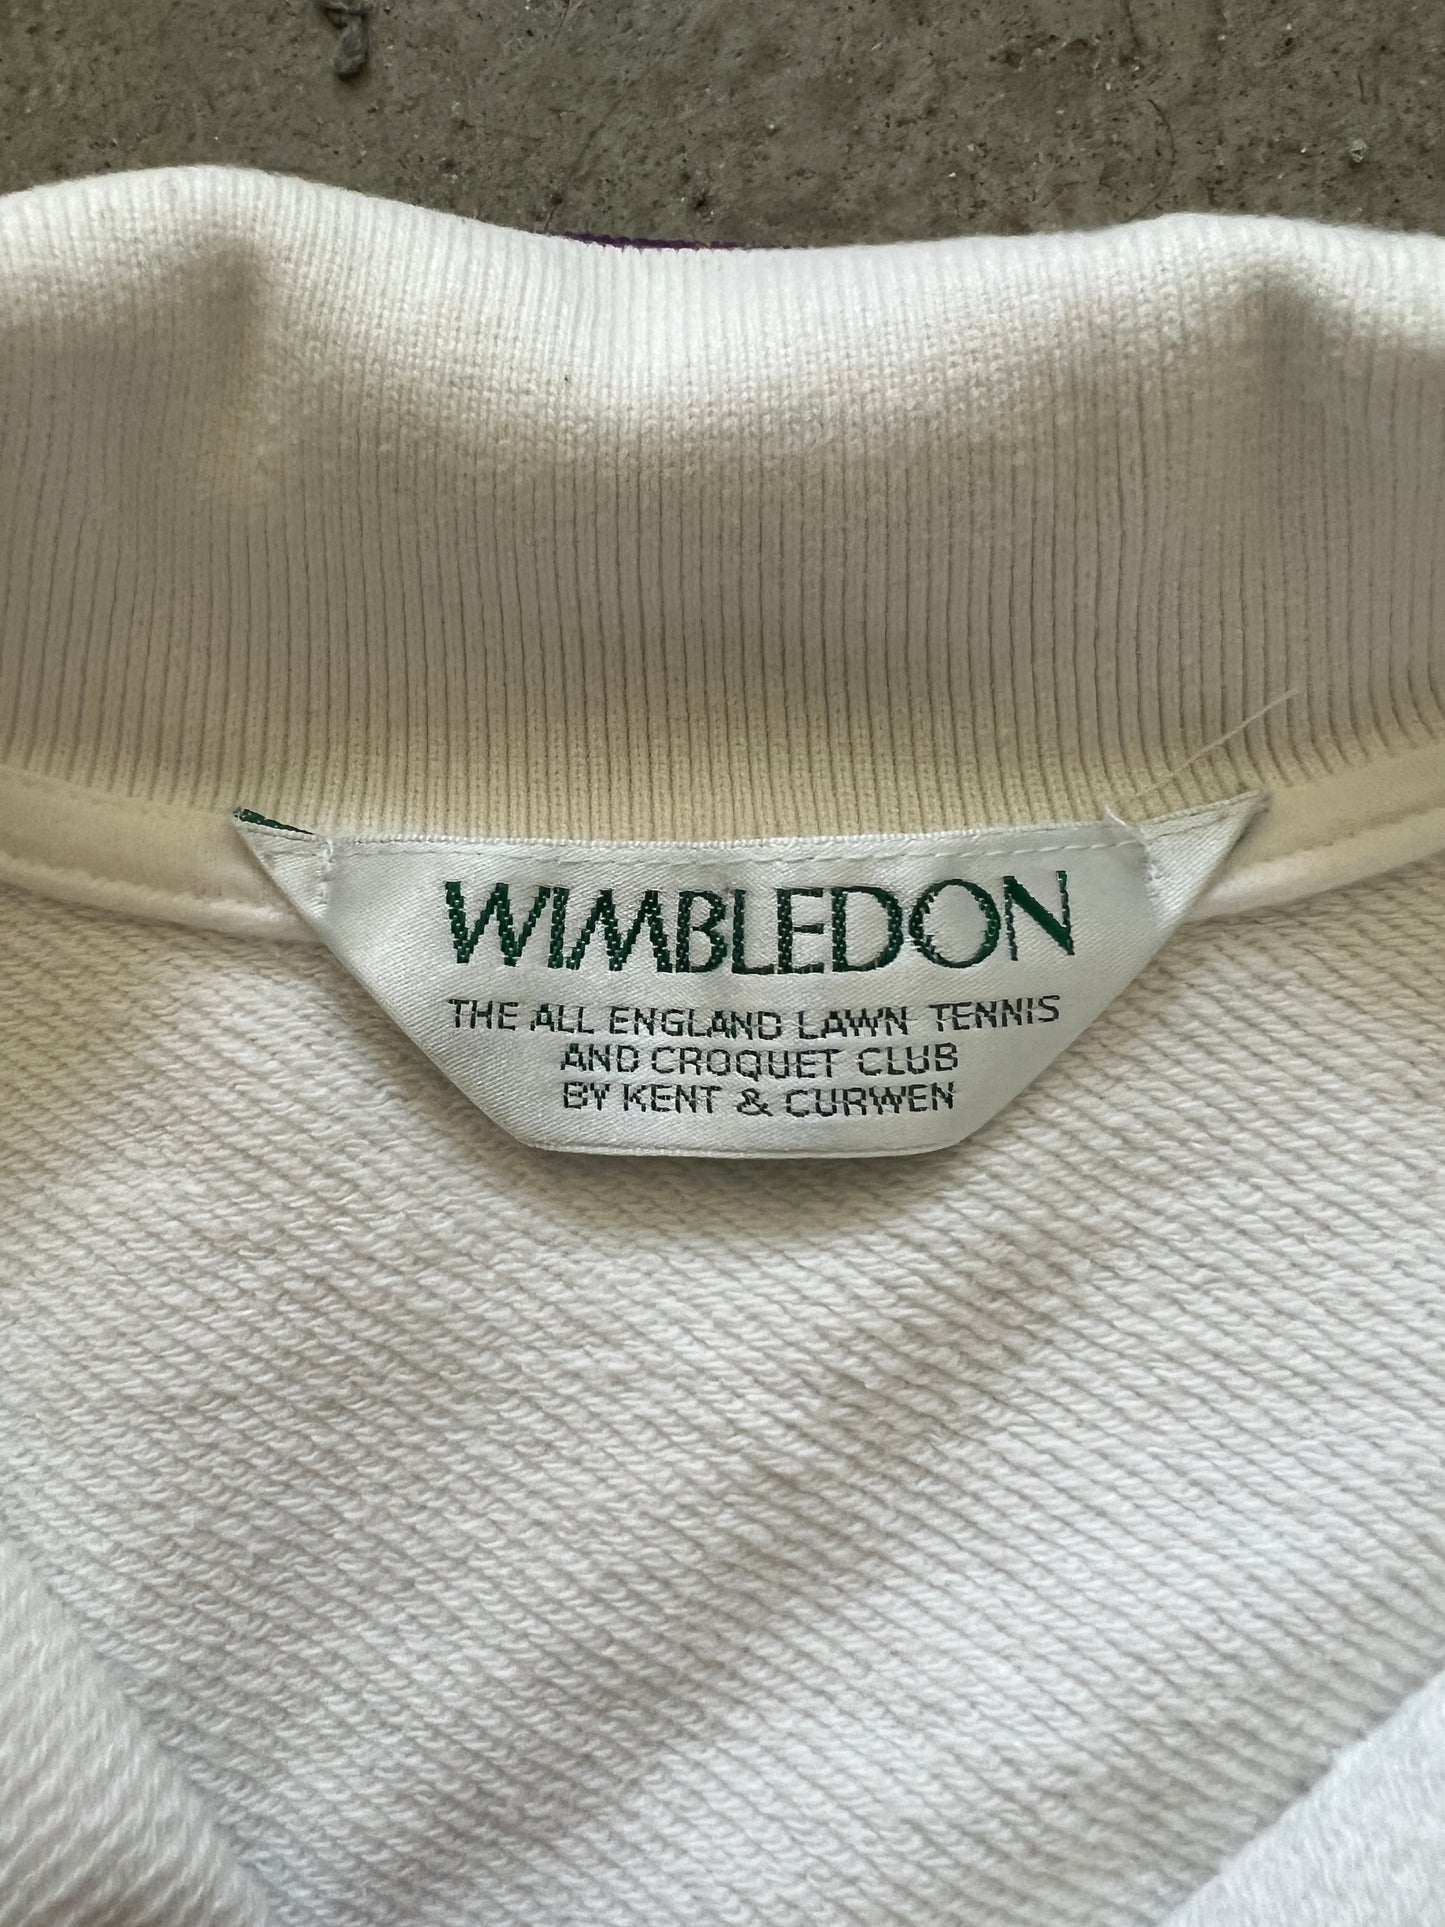 WIMBLEDON
THE ALL ENGLAND LAWN TENNIS
AND CROQUET CLUB
BY KENT & CURWEN